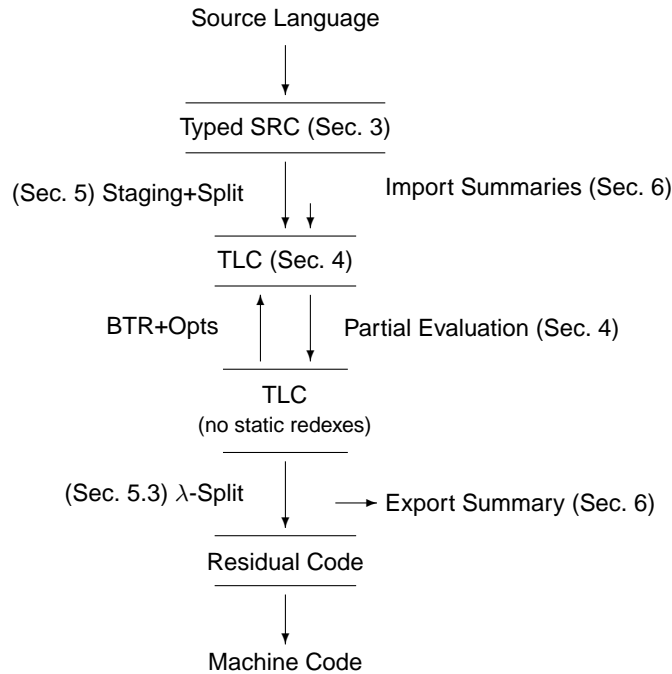 Source Language
Typed SRC (Sec. 3)
(Sec. 5) Staging+Split
Import Summaries (Sec. 6)
TLC (Sec. 4)
BTR+Opts
Partial Evaluation (Sec. 4)
TLC
(no static redexes)
(Sec. 5.3) λ-Split
Export Summary (Sec. 6)
Residual Code
Machine Code